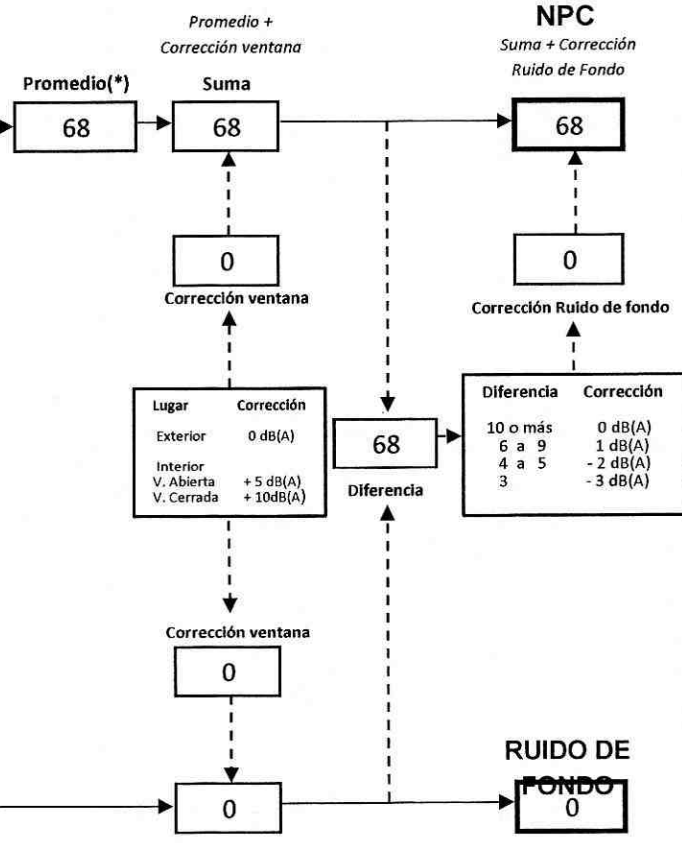 NPC
Promedio +
Corrección ventana
Suma + Corrección
Ruido de Fondo
Promedio(*)
Suma
68
68
68
0
0
Corrección ventana
Corrección Ruido de fondo
Lugar Corrección
Exterior 0 dB(A)
Interior
V. Abierta + 5 dB(A)
V. Cerrada + 10dB(A)
68
Diferencia
Diferencia Corrección
10 o más 0 dB(A)
6 a 9 1 dB(A)
4 a 5 - 2 dB(A)
3 - 3 dB(A)
Corrección ventana
0
RUIDO DE
FONDO
0
0